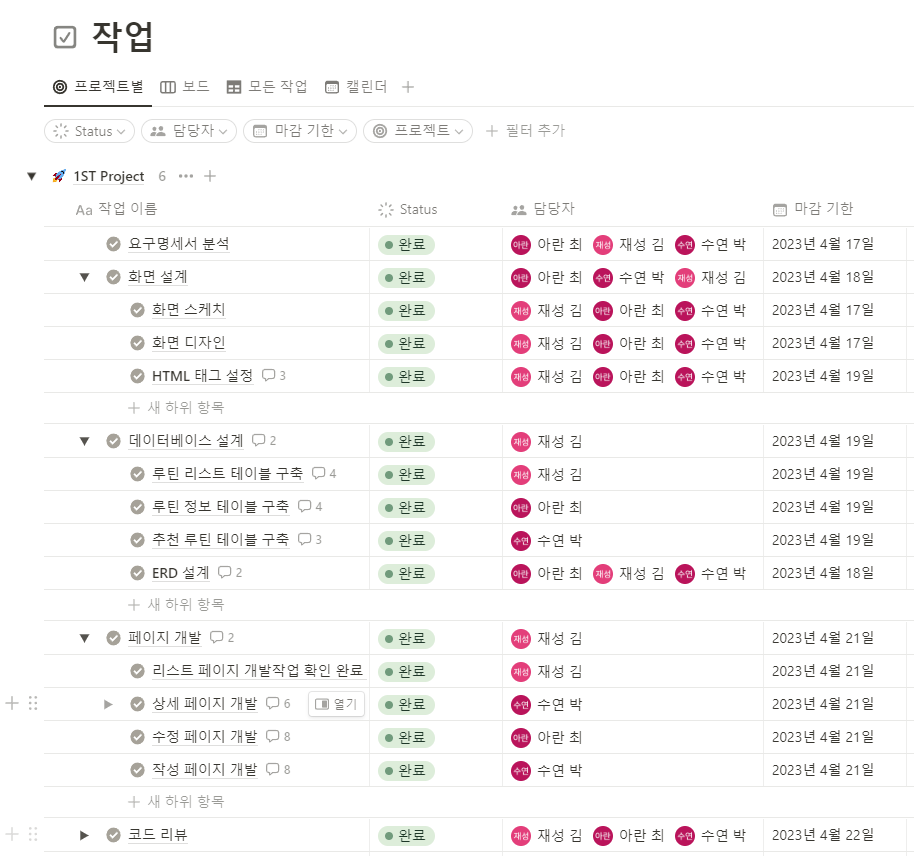 작업
프로젝트별 보드 모든 작업 캘린더
Status 담당자 마감 기한 프로젝트 필터 추가
1ST Project 6
Aa 작업 이름 Status 담당자 마감 기한
요구명세서 분석 완료 아란 아란 최 재성 재성 김 수연 수연 박 2023년 4월 17일
화면 설계 완료 아란 아란 최 수연 수연 박 재성 재성 김 2023년 4월 18일
화면 스케치 완료 재성 재성 김 아란 아란 최 수연 수연 박 2023년 4월 17일
화면 디자인 완료 재성 재성 김 아란 아란 최 수연 수연 박 2023년 4월 17일
HTML 태그 설정 3 완료 재성 재성 김 아란 아란 최 수연 수연 박 2023년 4월 19일
새 하위 항목
데이터베이스 설계 2 완료 재성 재성 김 2023년 4월 19일
루틴 리스트 테이블 구축 4 완료 재성 재성 김 2023년 4월 19일
루틴 정보 테이블 구축 4 완료 아란 아란 최 2023년 4월 19일
추천 루틴 테이블 구축 3 완료 수연 수연 박 2023년 4월 19일
ERD 설계 2 완료 아란 아란 최 재성 재성 김 수연 수연 박 2023년 4월 18일
새 하위 항목
페이지 개발 2 완료 재성 재성 김 2023년 4월 21일
리스트 페이지 개발작업 확인 완료 완료 재성 재성 김 2023년 4월 21일
상세 페이지 개발 6 열기 완료 수연 수연 박 2023년 4월 21일
수정 페이지 개발 8 완료 아란 아란 최 2023년 4월 21일
작성 페이지 개발 8 완료 수연 수연 박 2023년 4월 21일
새 하위 항목
코드 리뷰 완료 재성 재성 김 아란 아란 최 수연 수연 박 2023년 4월 22일